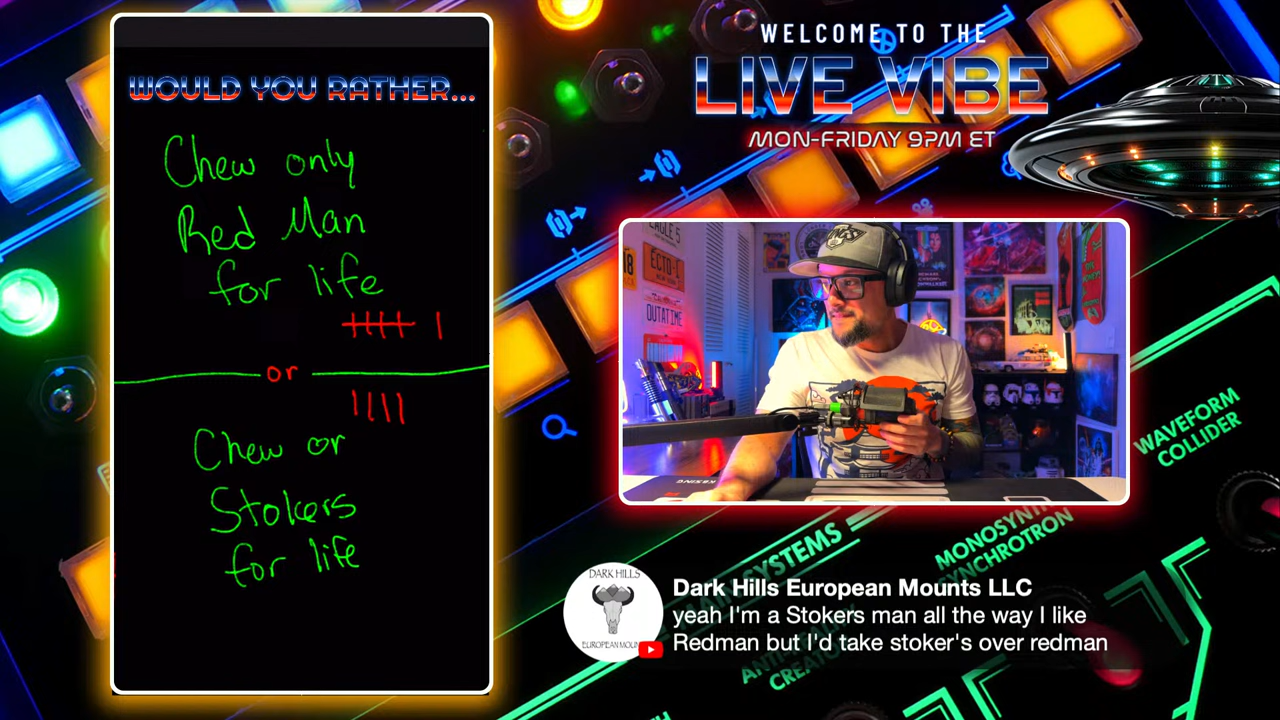 WOULD YOU RATHER...
Chew only
Red Man
for life
or
Chew or
Stokers
for life
WELCOME TO THE
LIVE VIBE
MON-FRIDAY 9PM ET
EAGLE 5
ECTO-1
OUTATIME
WAVEFORM
COLLIDER
SYSTEMS
DARK HILLS
Dark Hills European Mounts LLC
yeah I'm a Stokers man all the way I like
Redman but I'd take stoker's over redman